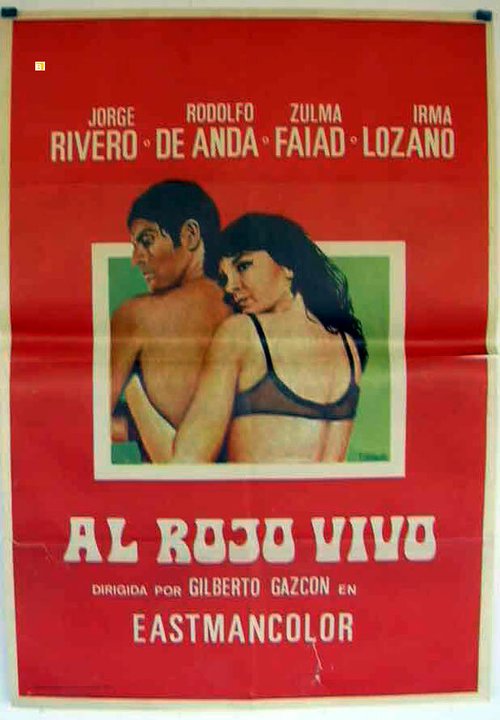 JORGE RODOLFO ZULMA IRMA
RIVERO · DE ANDA · FAIAD · LOZANO
AL ROJO VIVO
DIRIGIDA POR GILBERTO GAZCON EN
EASTMANCOLOR